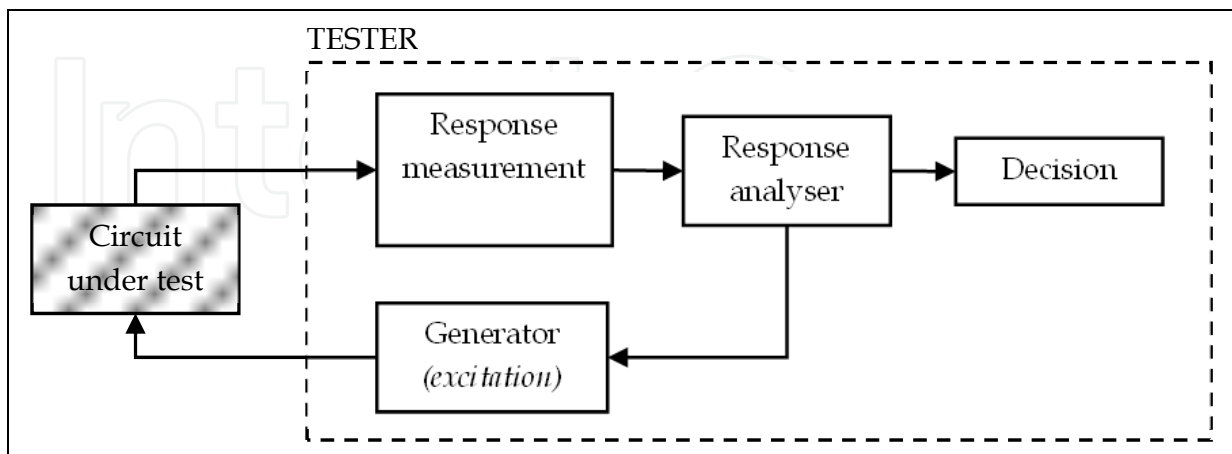 TESTER
Response
measurement
Response
analyser
Decision
Circuit
under test
Generator
(excitation)